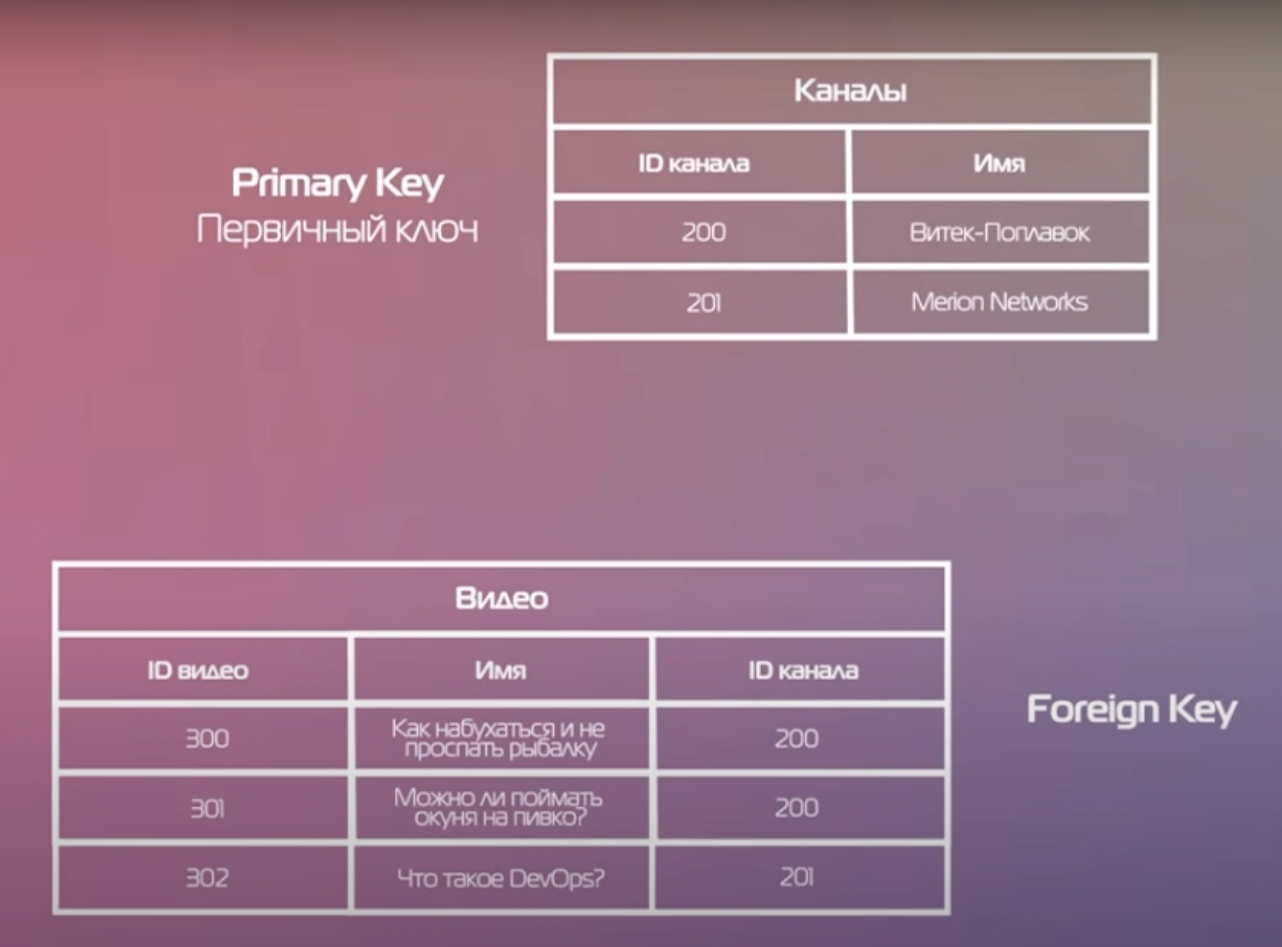 Каналы
Primary Key
Первичный ключ
ID канала Имя
200 Витек-Поплавок
201 Merion Networks
Видео
ID видео Имя ID канала
300 Как набухаться и не 200
проспать рыбалку
301 Можно ли поймать 200
окуня на пивко?
302 Что такое DevOps? 201
Foreign Key